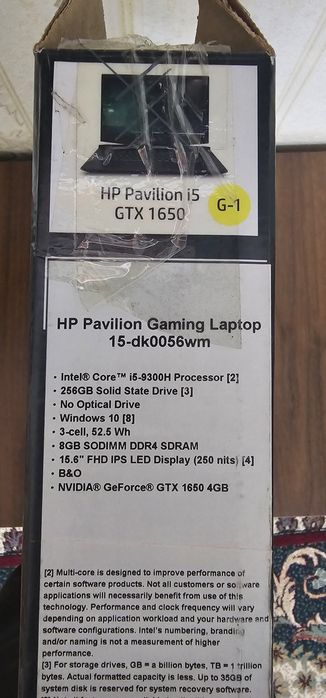 HP Pavilion i5
GTX 1650
G-1
HP Pavilion Gaming Laptop
15-dk0056wm
• Intel® Core™ i5-9300H Processor [2]
• 256GB Solid State Drive [3]
• No Optical Drive
• Windows 10 [8]
• 3-cell, 52.5 Wh
• 8GB SODIMM DDR4 SDRAM
• 15.6" FHD IPS LED Display (250 nits) [4]
• B&O
• NVIDIA® GeForce® GTX 1650 4GB
[2] Multi-core is designed to improve performance of
certain software products. Not all customers or software
applications will necessarily benefit from use of this
technology. Performance and clock frequency will vary
depending on application workload and your hardware and
software configurations. Intel's numbering, branding
and/or naming is not a measurement of higher
performance.
[3] For storage drives, GB = a billion bytes, TB = 1 trillion
bytes. Actual formatted capacity is less. Up to 35GB of
system disk is reserved for system recovery software.